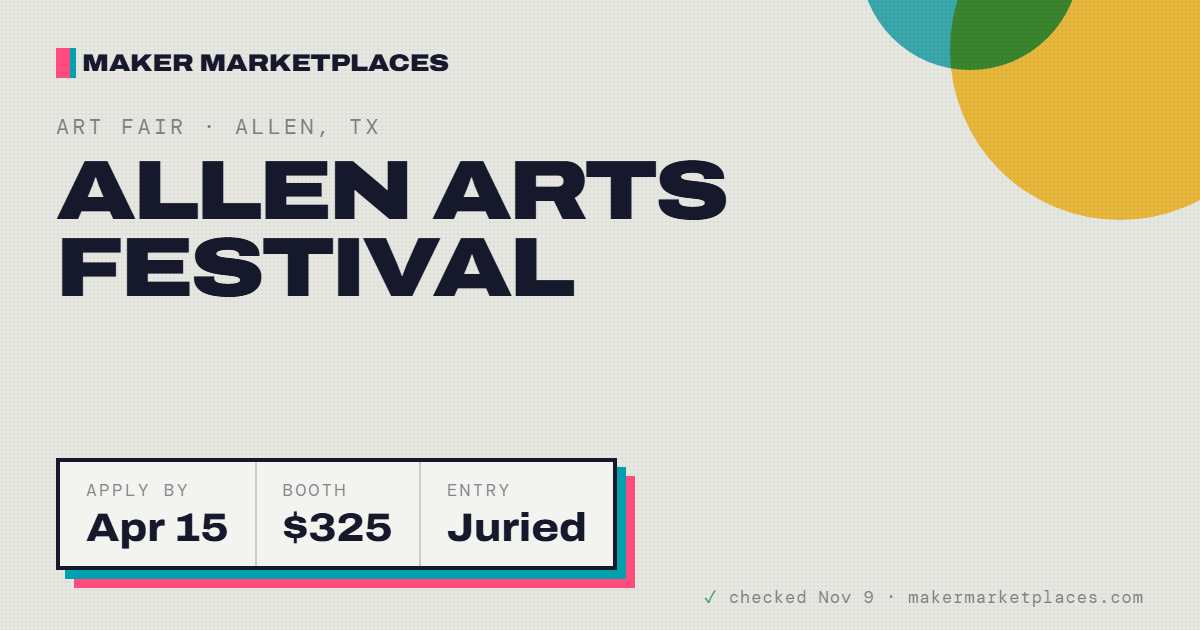 MAKER MARKETPLACES
ART FAIR · ALLEN, TX
ALLEN ARTS
FESTIVAL
APPLY BY BOOTH ENTRY
Apr 15 $325 Juried
✓ checked Nov 9 · makermarketplaces.com